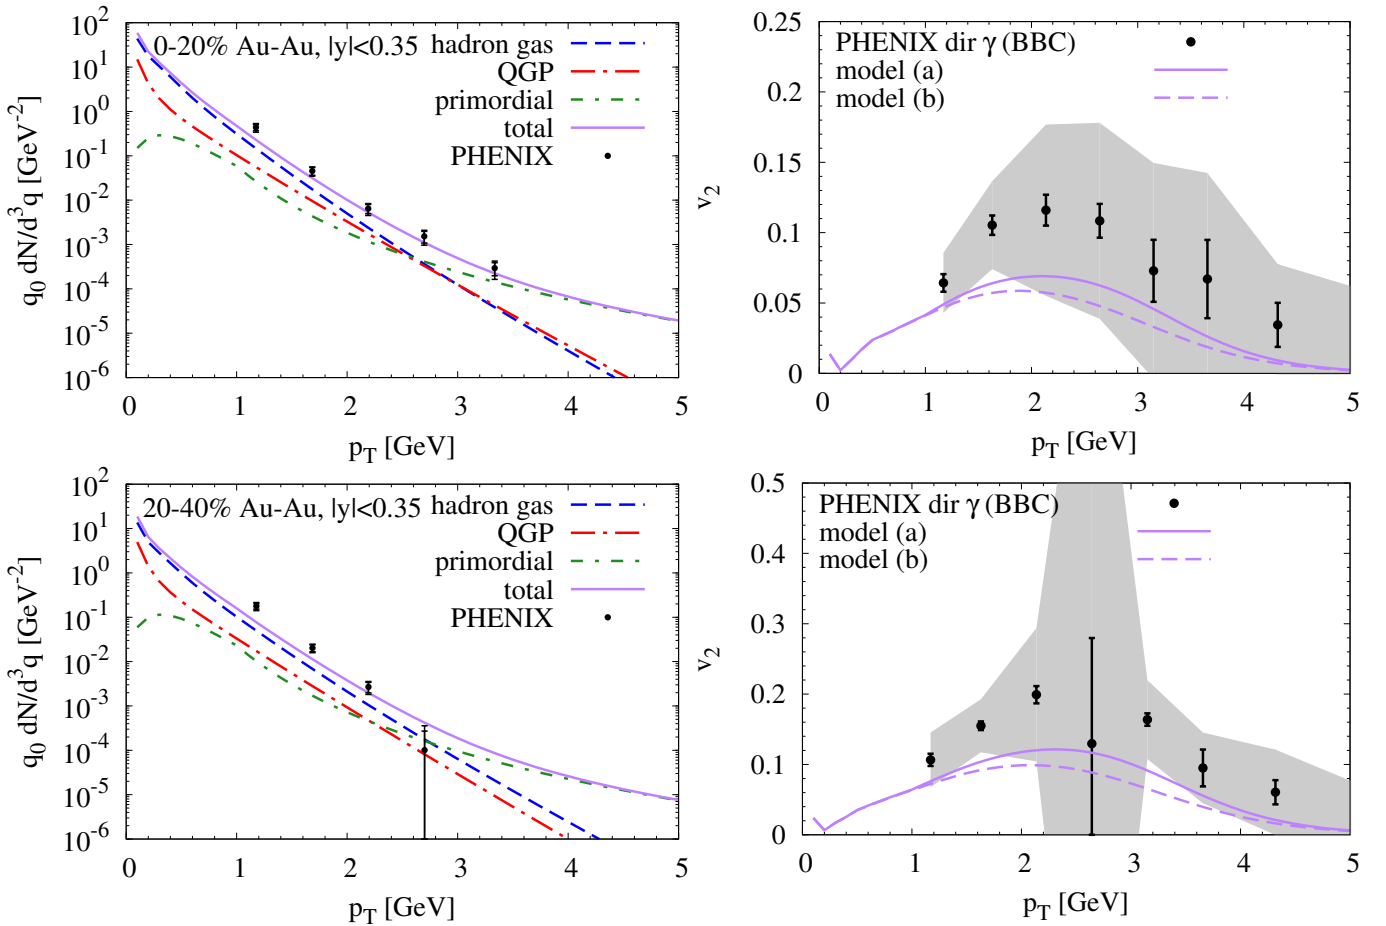 10^2
10^1
10^0
10^-1
10^-2
10^-3
10^-4
10^-5
10^-6
q_0 dN/d^3q [GeV^-2]
0-20% Au-Au, |y|<0.35
hadron gas
QGP
primordial
total
PHENIX
0 1 2 3 4 5
p_T [GeV]
0.25
0.2
0.15
0.1
0.05
0
v_2
PHENIX dir γ (BBC)
model (a)
model (b)
0 1 2 3 4 5
p_T [GeV]
10^2
10^1
10^0
10^-1
10^-2
10^-3
10^-4
10^-5
10^-6
q_0 dN/d^3q [GeV^-2]
20-40% Au-Au, |y|<0.35
hadron gas
QGP
primordial
total
PHENIX
0 1 2 3 4 5
p_T [GeV]
0.5
0.4
0.3
0.2
0.1
0
v_2
PHENIX dir γ (BBC)
model (a)
model (b)
0 1 2 3 4 5
p_T [GeV]